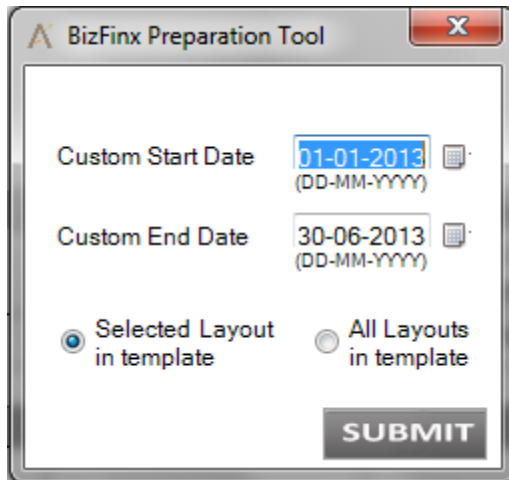 BizFinx Preparation Tool
x
Custom Start Date 01-01-2013
(DD-MM-YYYY)
Custom End Date 30-06-2013
(DD-MM-YYYY)
Selected Layout All Layouts
in template in template
SUBMIT